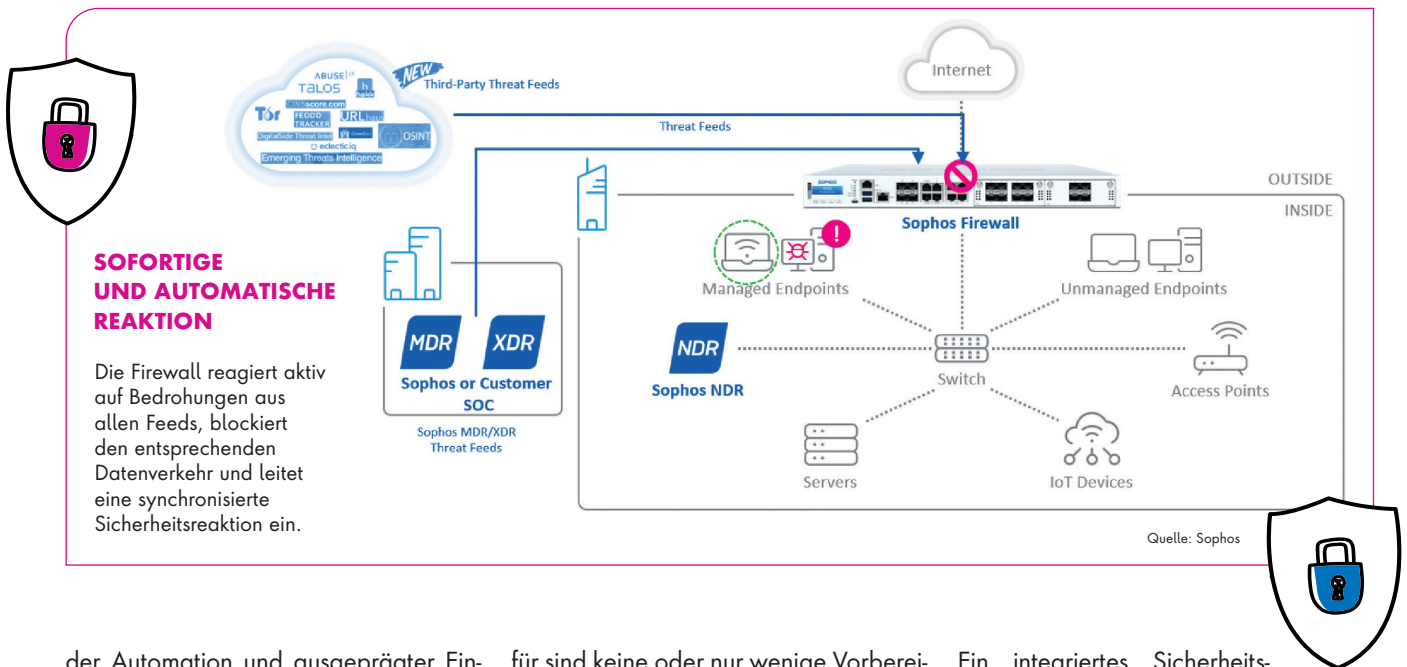 ABUSE|ch
TALOS
h
Tor
CINSscore.com
FEODO
TRACKER
URLhaus
DigitalSide Threat Intel
OSINT
eclecticiq
Emerging Threats Intelligence
NEW
Third-Party Threat Feeds
Internet
Threat Feeds
SOPHOS
OUTSIDE
INSIDE
Sophos Firewall
!
Managed Endpoints
Unmanaged Endpoints
SOFORTIGE
UND AUTOMATISCHE
REAKTION
Die Firewall reagiert aktiv
auf Bedrohungen aus
allen Feeds, blockiert
den entsprechenden
Datenverkehr und leitet
eine synchronisierte
Sicherheitsreaktion ein.
MDR
XDR
Sophos or Customer
SOC
Sophos MDR/XDR
Threat Feeds
NDR
Sophos NDR
Switch
Access Points
Servers
IoT Devices
Quelle: Sophos
der Automation und ausgeprägter Ein-
für sind keine oder nur wenige Vorberei-
Ein integriertes Sicherheits-